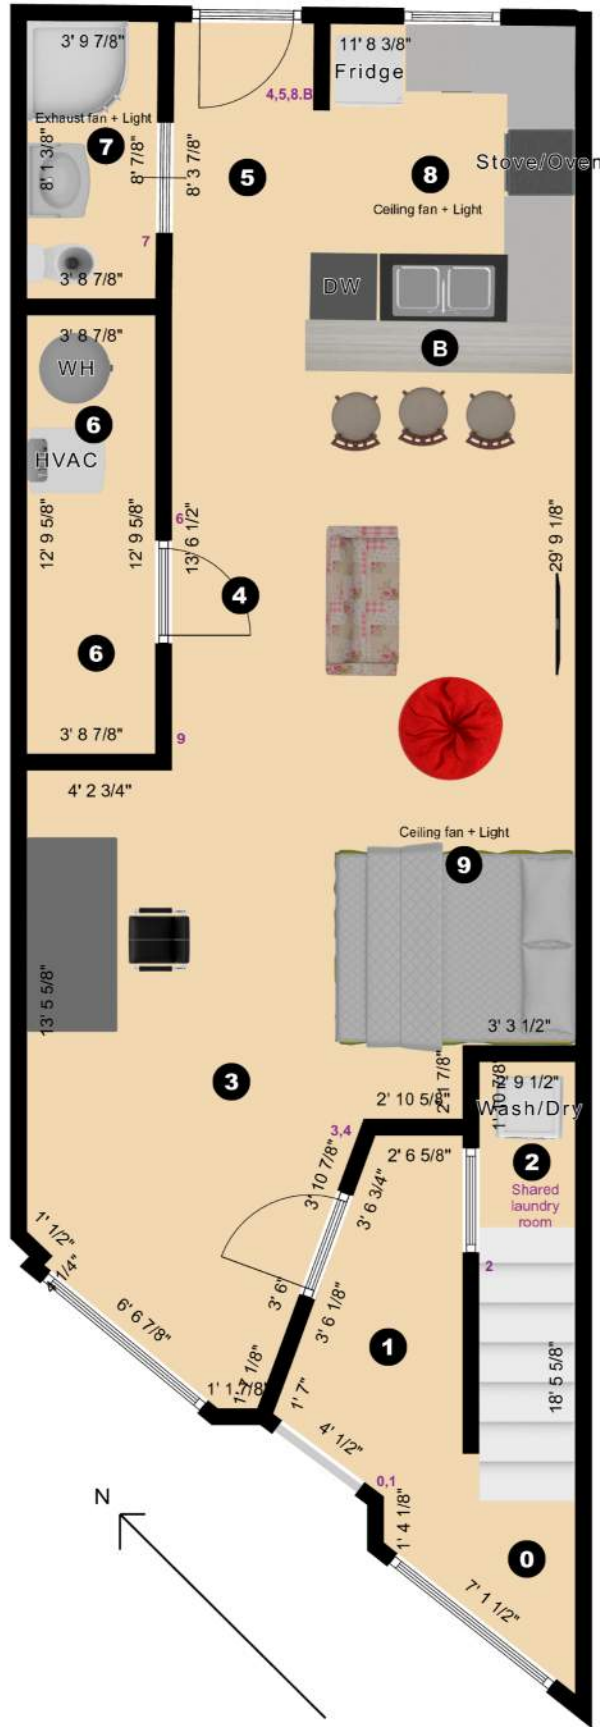 3' 9 7/8"
11' 8 3/8"
Fridge
4,5,8.B
Exhaust fan + Light
7
8' 1 3/8"
8' 7/8"
8' 3 7/8"
5
8
Stove/Oven
Ceiling fan + Light
7
3' 8 7/8"
DW
3' 8 7/8"
B
WH
6
HVAC
12' 9 5/8"
12' 9 5/8"
6
13' 6 1/2"
29' 9 1/8"
4
6
3' 8 7/8"
9
4' 2 3/4"
Ceiling fan + Light
9
13' 5 5/8"
3' 3 1/2"
3
2' 1 7/8"
2' 9 1/2"
2' 10 5/8"
Wash/Dry
3,4
2' 6 5/8"
2
Shared
laundry
room
3' 10 7/8"
3' 6 3/4"
1' 1/2"
4 1/4"
2
3' 6"
3' 6 1/8"
6' 6 7/8"
1
18' 5 5/8"
1' 1 7/8"
1' 7"
4' 1/2"
0,1
N
1' 4 1/8"
0
7' 1 1/2"